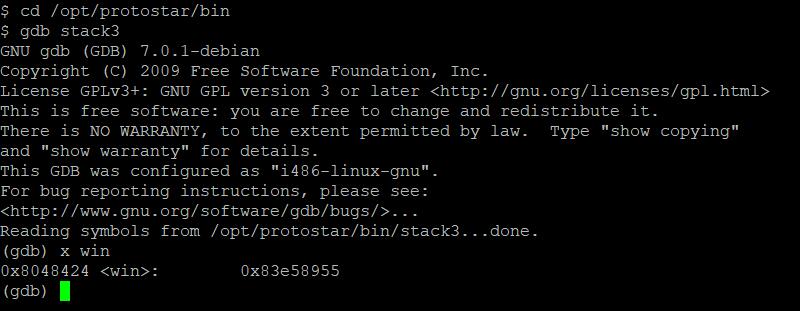 $ cd /opt/protostar/bin
$ gdb stack3
GNU gdb (GDB) 7.0.1-debian
Copyright (C) 2009 Free Software Foundation, Inc.
License GPLv3+: GNU GPL version 3 or later <http://gnu.org/licenses/gpl.html>
This is free software: you are free to change and redistribute it.
There is NO WARRANTY, to the extent permitted by law.  Type "show copying"
and "show warranty" for details.
This GDB was configured as "i486-linux-gnu".
For bug reporting instructions, please see:
<http://www.gnu.org/software/gdb/bugs/>...
Reading symbols from /opt/protostar/bin/stack3...done.
(gdb) x win
0x8048424 <win>:        0x83e58955
(gdb)